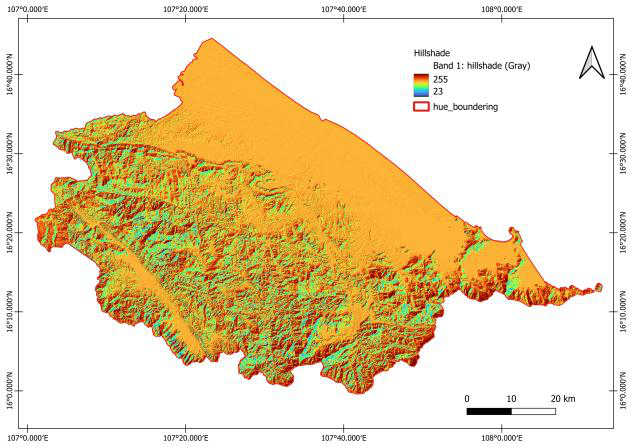 107°0.000'E 107°20.000'E 107°40.000'E 108°0.000'E
Hillshade
Band 1: hillshade (Gray)
255
23
hue_boundering
16°40.000'N 16°40.000'N
16°30.000'N 16°30.000'N
16°20.000'N 16°20.000'N
16°10.000'N 16°10.000'N
16°0.000'N 16°0.000'N
0 10 20 km
107°0.000'E 107°20.000'E 107°40.000'E 108°0.000'E